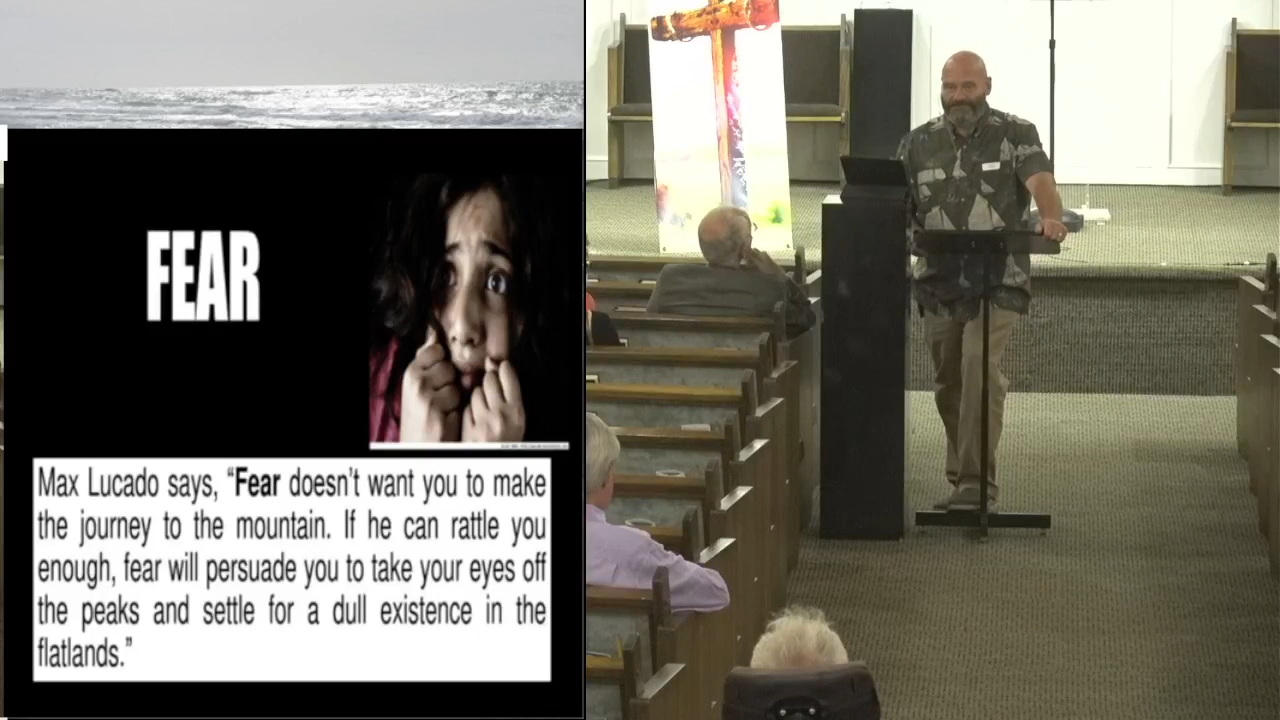 FEAR
Max Lucado says, “Fear doesn’t want you to make
the journey to the mountain. If he can rattle you
enough, fear will persuade you to take your eyes off
the peaks and settle for a dull existence in the
flatlands.”